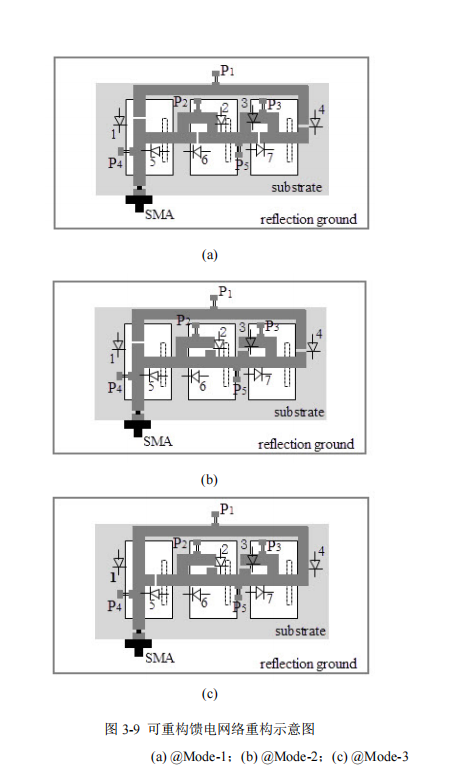 P1
P2
2
3
P3
4
1
P4
5
6
P5
7
substrate
SMA
reflection ground
(a)
P1
P2
2
3
P3
4
1
P4
5
6
P5
7
substrate
SMA
reflection ground
(b)
P1
P2
2
3
P3
4
1
P4
5
6
P5
7
substrate
SMA
reflection ground
(c)
图 3-9 可重构馈电网络重构示意图
(a) @Mode-1；(b) @Mode-2；(c) @Mode-3